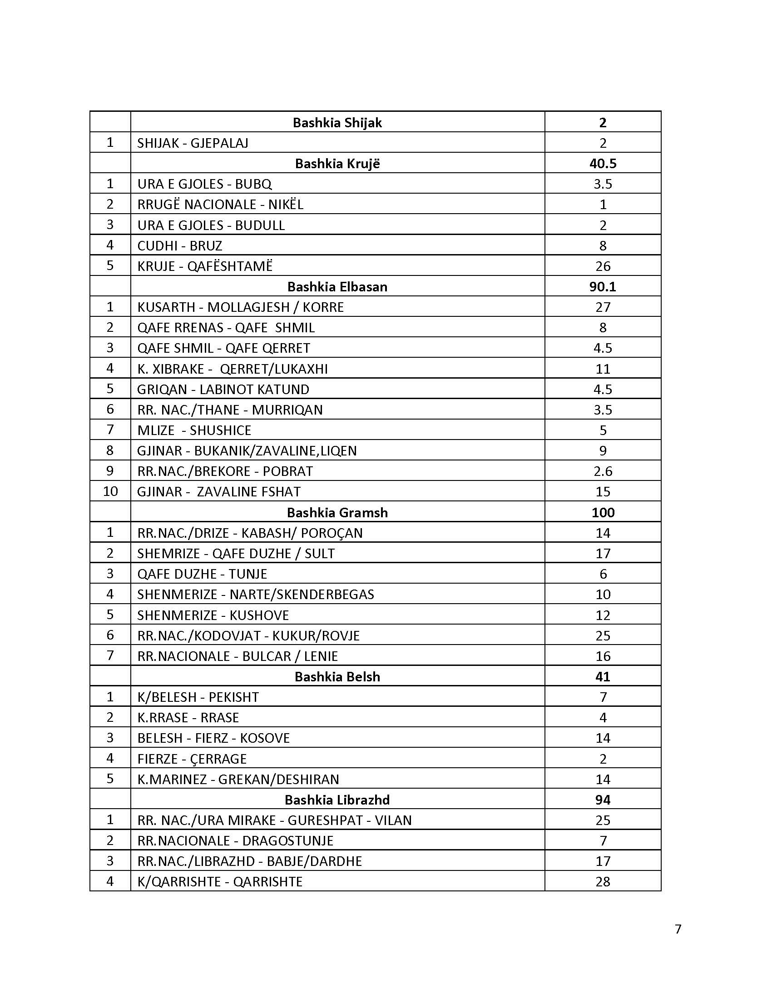 Bashkia Shijak 2
1 SHIJAK - GJEPALAJ 2
Bashkia Krujë 40.5
1 URA E GJOLES - BUBQ 3.5
2 RRUGË NACIONALE - NIKËL 1
3 URA E GJOLES - BUDULL 2
4 CUDHI - BRUZ 8
5 KRUJE - QAFËSHTAMË 26
Bashkia Elbasan 90.1
1 KUSARTH - MOLLAGJESH / KORRE 27
2 QAFE RRENAS - QAFE  SHMIL 8
3 QAFE SHMIL - QAFE QERRET 4.5
4 K. XIBRAKE -  QERRET/LUKAXHI 11
5 GRIQAN - LABINOT KATUND 4.5
6 RR. NAC./THANE - MURRIQAN 3.5
7 MLIZE  - SHUSHICE 5
8 GJINAR - BUKANIK/ZAVALINE,LIQEN 9
9 RR.NAC./BREKORE - POBRAT 2.6
10 GJINAR -  ZAVALINE FSHAT 15
Bashkia Gramsh 100
1 RR.NAC./DRIZE - KABASH/ POROÇAN 14
2 SHEMRIZE - QAFE DUZHE / SULT 17
3 QAFE DUZHE - TUNJE 6
4 SHENMERIZE - NARTE/SKENDERBEGAS 10
5 SHENMERIZE - KUSHOVE 12
6 RR.NAC./KODOVJAT - KUKUR/ROVJE 25
7 RR.NACIONALE - BULCAR / LENIE 16
Bashkia Belsh 41
1 K/BELESH - PEKISHT 7
2 K.RRASE - RRASE 4
3 BELESH - FIERZ - KOSOVE 14
4 FIERZE - ÇERRAGE 2
5 K.MARINEZ - GREKAN/DESHIRAN 14
Bashkia Librazhd 94
1 RR. NAC./URA MIRAKE - GURESHPAT - VILAN 25
2 RR.NACIONALE - DRAGOSTUNJE 7
3 RR.NAC./LIBRAZHD - BABJE/DARDHE 17
4 K/QARRISHTE - QARRISHTE 28
7